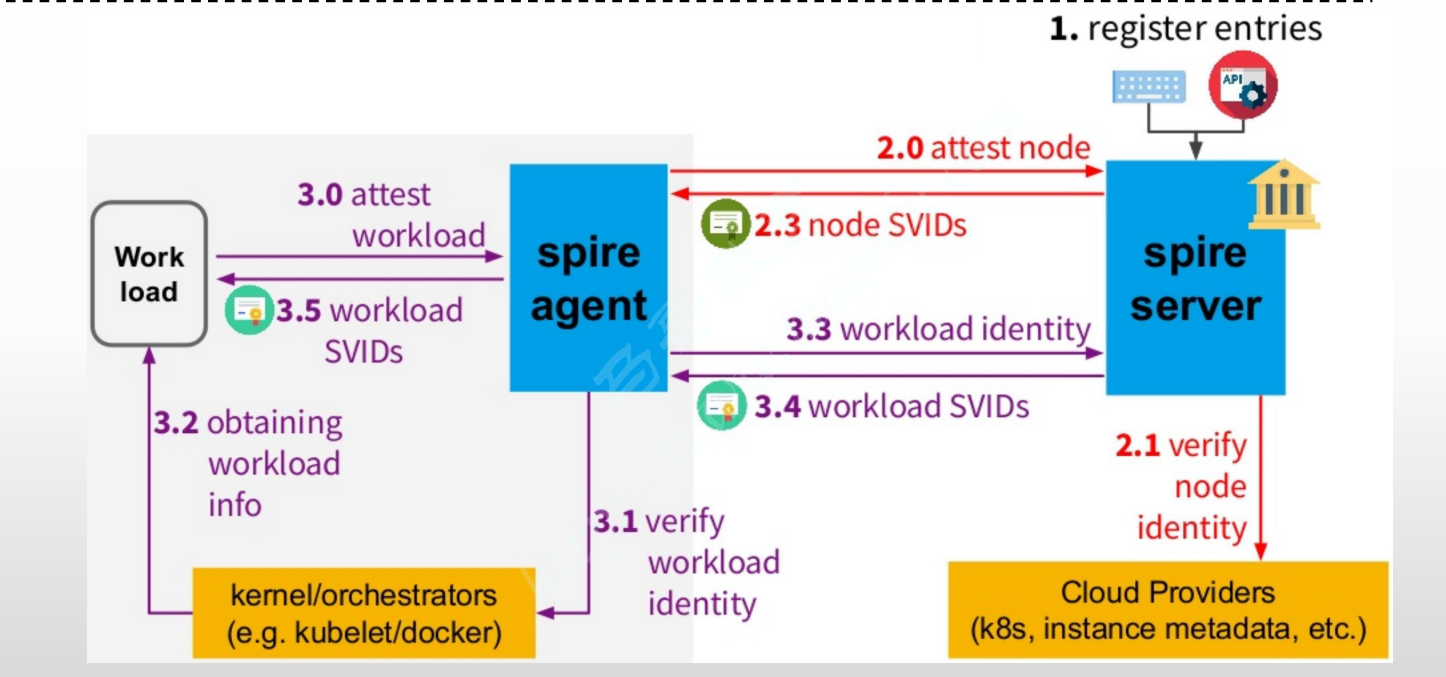 1. register entries
API
2.0 attest node
3.0 attest
workload
spire
agent
spire
server
2.3 node SVIDs
Work
load
3.5 workload
SVIDs
3.3 workload identity
3.4 workload SVIDs
3.2 obtaining
workload
info
2.1 verify
node
identity
3.1 verify
workload
identity
kernel/orchestrators
(e.g. kubelet/docker)
Cloud Providers
(k8s, instance metadata, etc.)